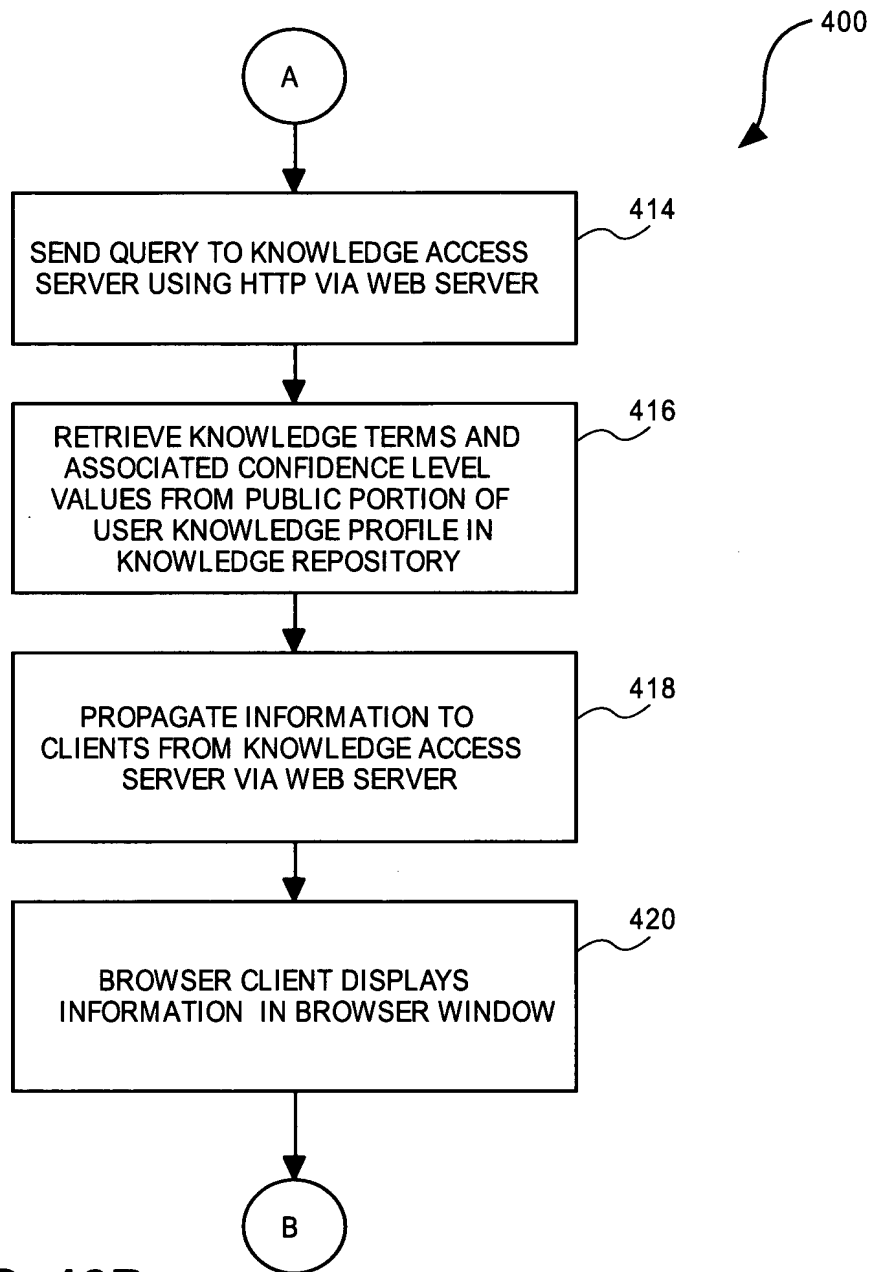 400
A
414
SEND QUERY TO KNOWLEDGE ACCESS
SERVER USING HTTP VIA WEB SERVER
416
RETRIEVE KNOWLEDGE TERMS AND
ASSOCIATED CONFIDENCE LEVEL
VALUES FROM PUBLIC PORTION OF
USER KNOWLEDGE PROFILE IN
KNOWLEDGE REPOSITORY
418
PROPAGATE INFORMATION TO
CLIENTS FROM KNOWLEDGE ACCESS
SERVER VIA WEB SERVER
420
BROWSER CLIENT DISPLAYS
INFORMATION IN BROWSER WINDOW
B